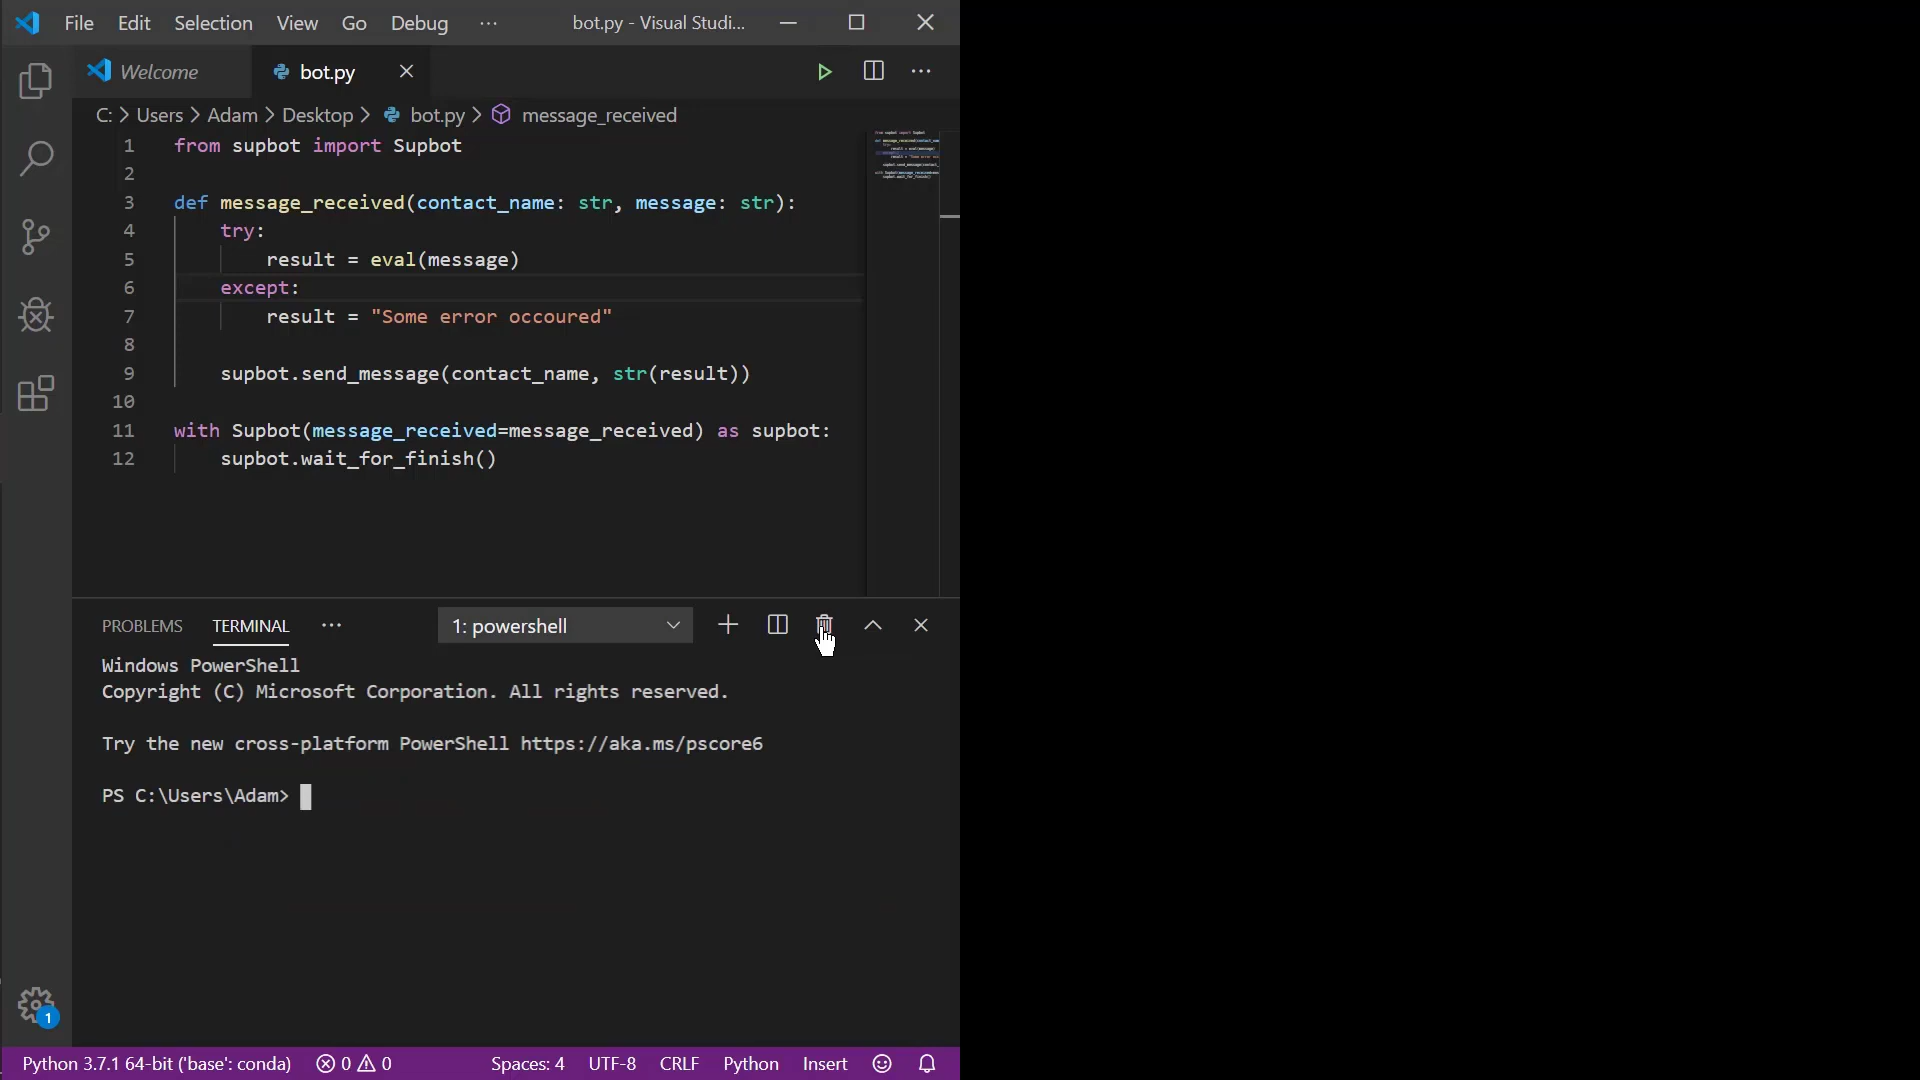 File Edit Selection View Go Debug ··· bot.py - Visual Studi...
Welcome bot.py
C: > Users > Adam > Desktop > bot.py > message_received
1 from supbot import Supbot
2
3 def message_received(contact_name: str, message: str):
4 try:
5 result = eval(message)
6 except:
7 result = "Some error occoured"
8
9 supbot.send_message(contact_name, str(result))
10
11 with Supbot(message_received=message_received) as supbot:
12 supbot.wait_for_finish()
PROBLEMS TERMINAL ··· 1: powershell
Windows PowerShell
Copyright (C) Microsoft Corporation. All rights reserved.
Try the new cross-platform PowerShell https://aka.ms/pscore6
PS C:\Users\Adam>
1
Python 3.7.1 64-bit ('base': conda) 0 0 Spaces: 4 UTF-8 CRLF Python Insert